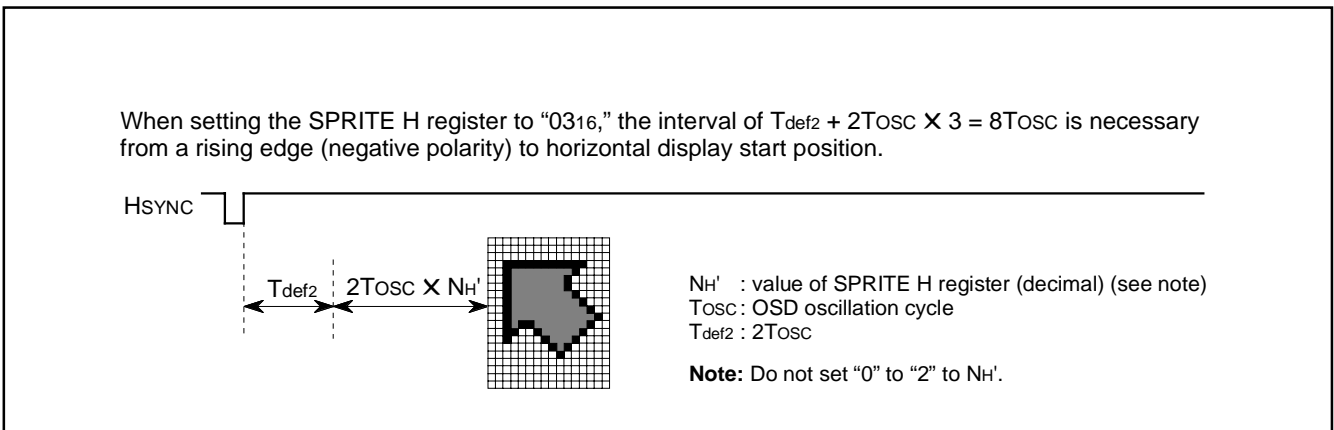 When setting the SPRITE H register to “0316,” the interval of Tdef2 + 2TOSC X 3 = 8TOSC is necessary
from a rising edge (negative polarity) to horizontal display start position.
HSYNC
Tdef2 2TOSC X NH'
NH' : value of SPRITE H register (decimal) (see note)
TOSC : OSD oscillation cycle
Tdef2 : 2TOSC
Note: Do not set “0” to “2” to NH'.